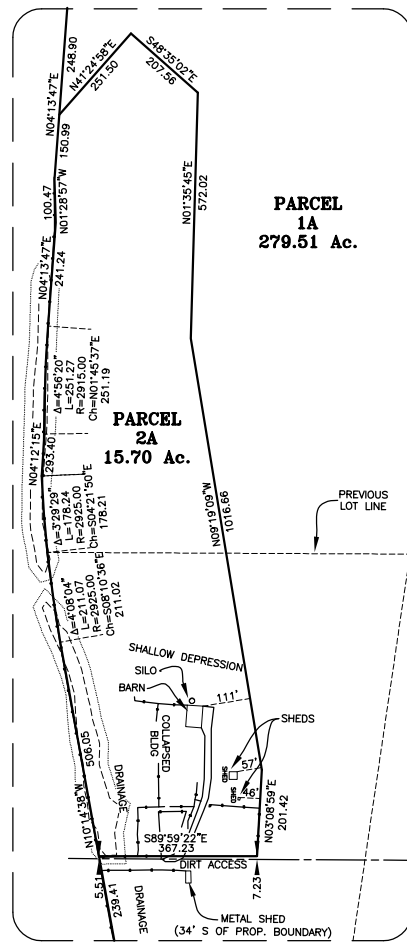 248.90
N04°13'47"E
N41°24'58"E
251.50
S48°35'02"E
207.56
150.99
100.47
N01°28'57"W
N01°35'45"E
572.02
PARCEL
1A
279.51 Ac.
N04°13'47"E
241.24
Δ=4°56'20"
L=251.27
R=2915.00
Ch=N01°45'37"E
251.19
PARCEL
2A
15.70 Ac.
N04°12'15"E
293.40
N09°19'09"W
1016.66
Δ=3°29'29"
L=178.24
R=2925.00
Ch=S04°21'50"E
178.21
PREVIOUS
LOT LINE
Δ=4°08'04"
L=211.07
R=2925.00
Ch=S08°10'36"E
211.02
SHALLOW DEPRESSION
SILO
BARN
111'
SHEDS
COLLAPSED
BLDG
506.05
N10°14'38"W
DRAINAGE
SHED
57'
SHED
46'
N03°08'59"E
201.42
S89°59'22"E
367.23
DIRT ACCESS
5.51
239.41
DRAINAGE
7.23
METAL SHED
(34' S OF PROP. BOUNDARY)